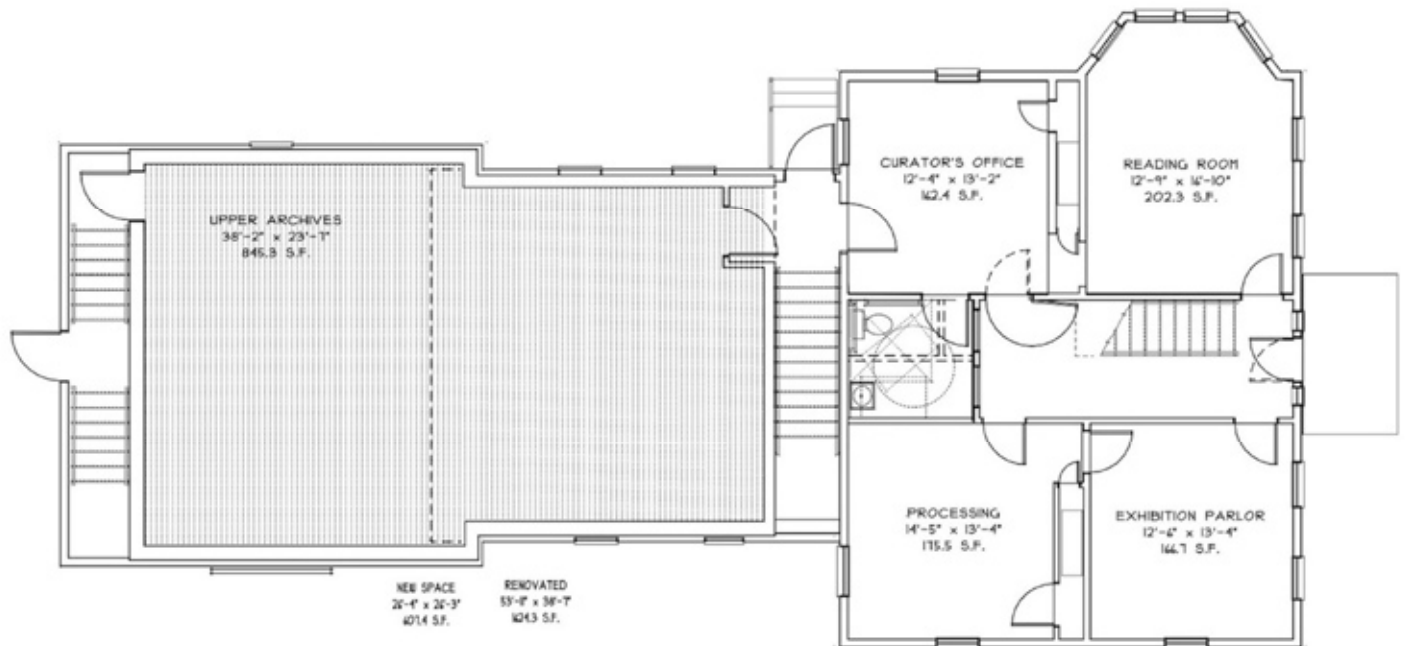 CURATOR'S OFFICE
12'-4" x 13'-2"
162.4 S.F.
READING ROOM
12'-9" x 16'-10"
202.3 S.F.
UPPER ARCHIVES
38'-2" x 23'-7"
845.3 S.F.
PROCESSING
14'-5" x 13'-4"
175.5 S.F.
EXHIBITION PARLOR
12'-6" x 13'-4"
166.7 S.F.
NEW SPACE
26'-4" x 26'-3"
607.4 S.F.
RENOVATED
S.F.